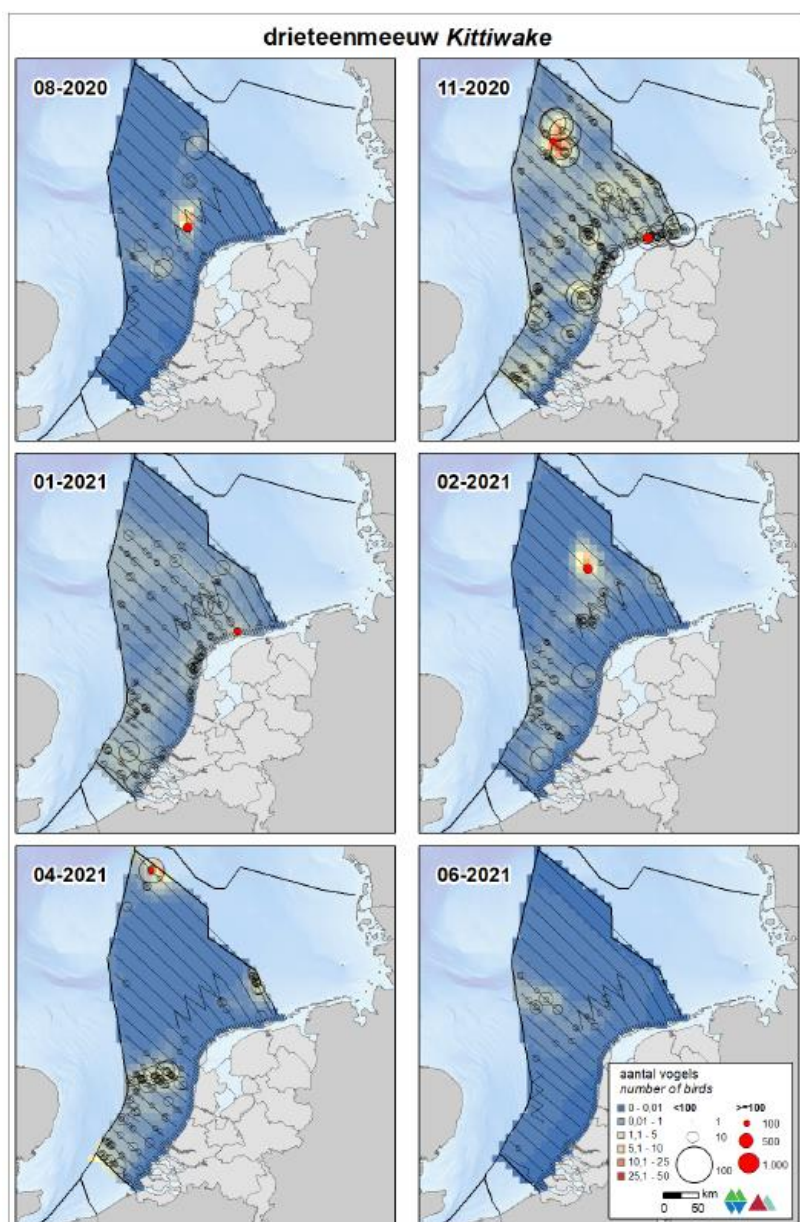 drieteenmeeuw Kittiwake
08-2020
11-2020
01-2021
02-2021
04-2021
06-2021
aantal vogels
number of birds
0 - 0,01 <100 >=100
0,01 - 1 1 100
1,1 - 5 10 500
5,1 - 10
10,1 - 25 100 1.000
25,1 - 50
km
0 50